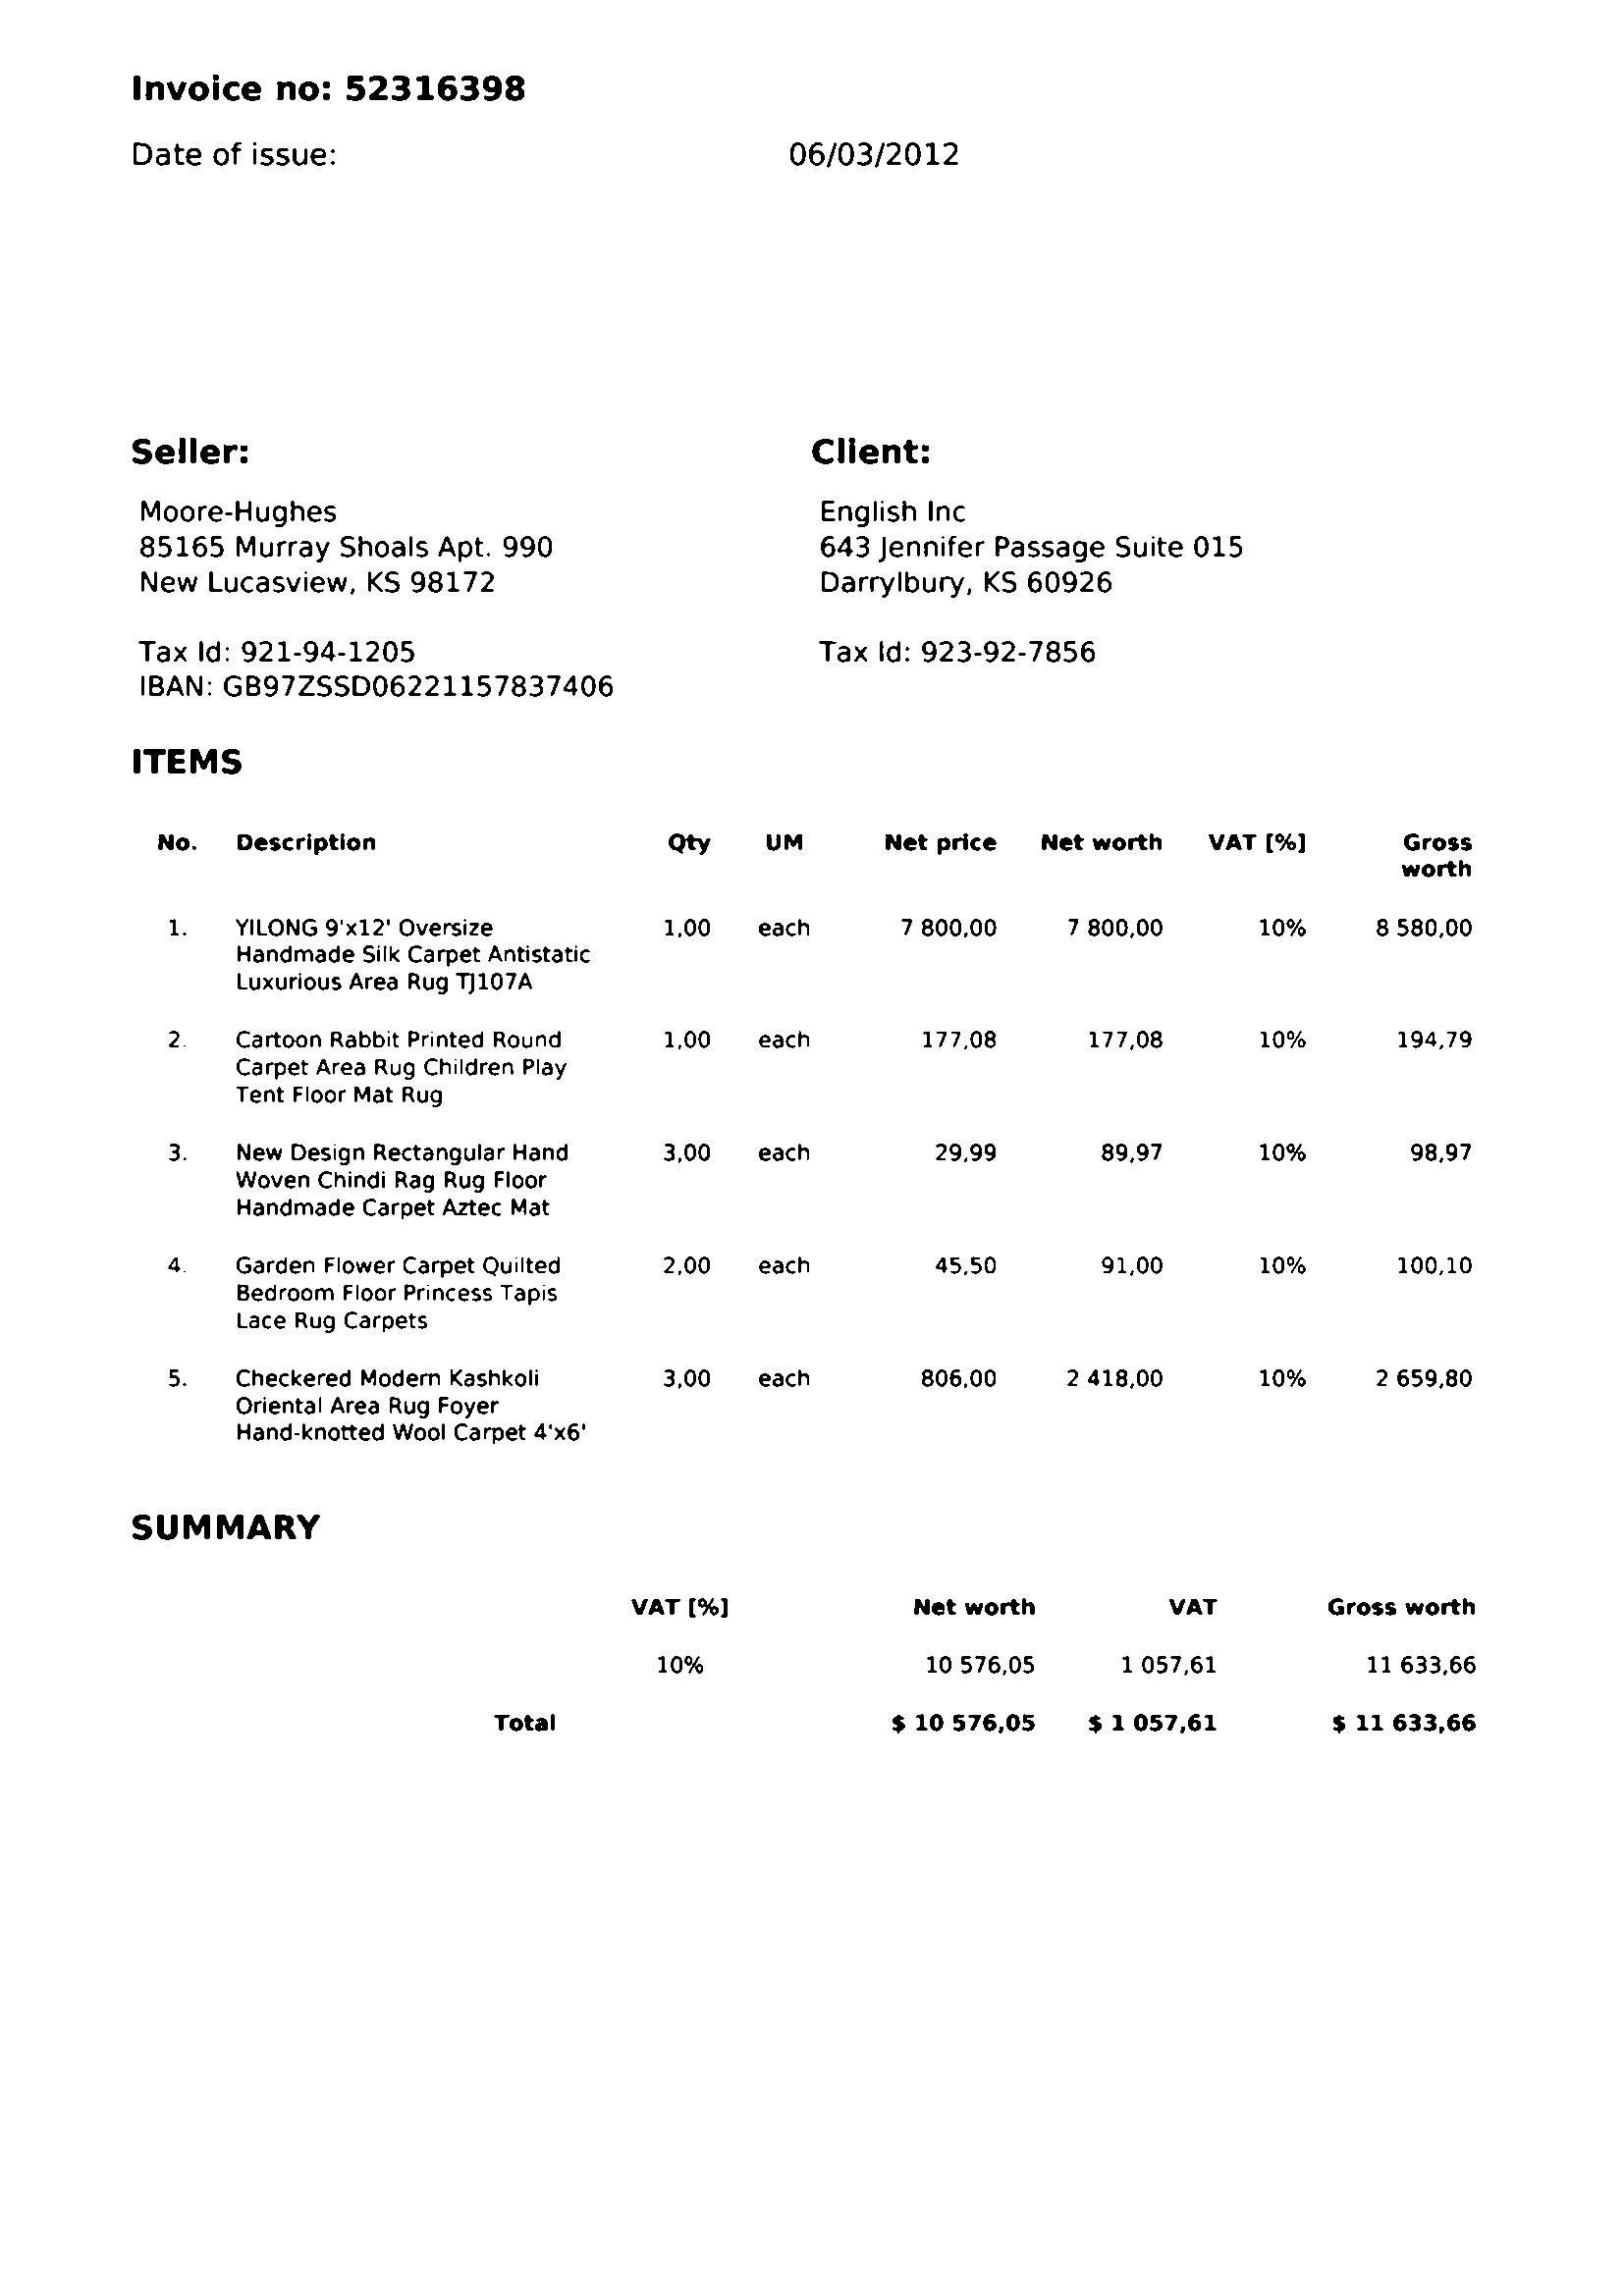 Invoice no: 52316398
Date of issue: 06/03/2012
Seller: Client:
Moore-Hughes English Inc
85165 Murray Shoals Apt. 990 643 Jennifer Passage Suite 015
New Lucasview, KS 98172 Darrylbury, KS 60926
Tax Id: 921-94-1205 Tax Id: 923-92-7856
IBAN: GB97ZSSD06221157837406
ITEMS
No. Description Qty UM Net price Net worth VAT [%] Gross
worth
1. YILONG 9'x12' Oversize 1,00 each 7 800,00 7 800,00 10% 8 580,00
Handmade Silk Carpet Antistatic
Luxurious Area Rug TJ107A
2. Cartoon Rabbit Printed Round 1,00 each 177,08 177,08 10% 194,79
Carpet Area Rug Children Play
Tent Floor Mat Rug
3. New Design Rectangular Hand 3,00 each 29,99 89,97 10% 98,97
Woven Chindi Rag Rug Floor
Handmade Carpet Aztec Mat
4. Garden Flower Carpet Quilted 2,00 each 45,50 91,00 10% 100,10
Bedroom Floor Princess Tapis
Lace Rug Carpets
5. Checkered Modern Kashkoli 3,00 each 806,00 2 418,00 10% 2 659,80
Oriental Area Rug Foyer
Hand-knotted Wool Carpet 4'x6'
SUMMARY
VAT [%] Net worth VAT Gross worth
10% 10 576,05 1 057,61 11 633,66
Total $ 10 576,05 $ 1 057,61 $ 11 633,66